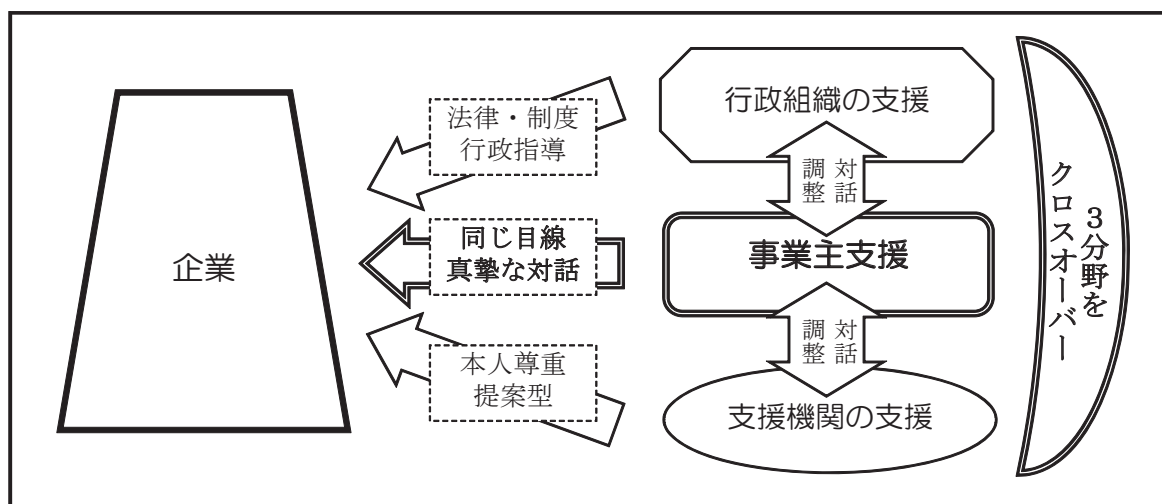 企業
法律・制度
行政指導
同じ目線
真摯な対話
本人尊重
提案型
行政組織の支援
対話
調整
事業主支援
対話
調整
支援機関の支援
3分野を
クロスオーバー